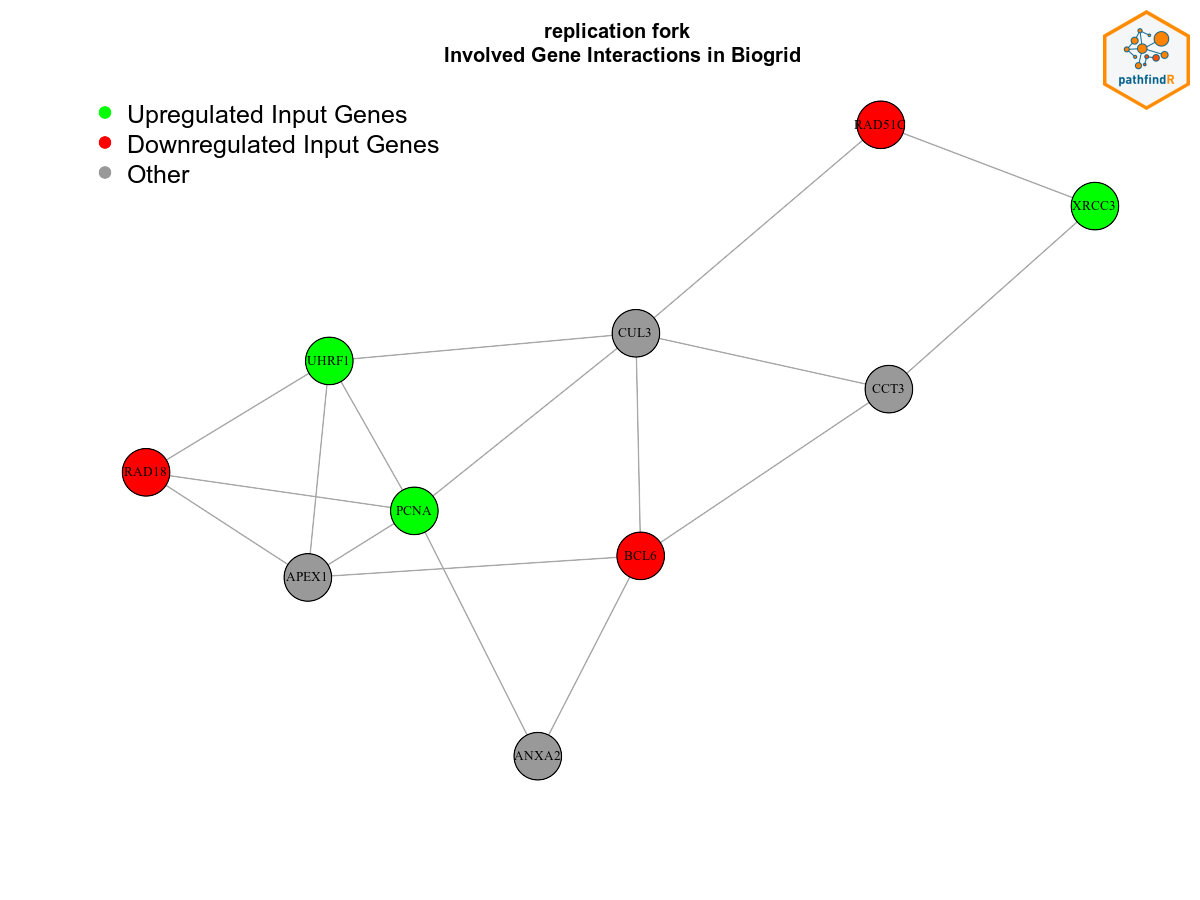 replication fork
Involved Gene Interactions in Biogrid
pathfindR
Upregulated Input Genes
Downregulated Input Genes
Other
RAD51C
XRCC3
CUL3
UHRF1
CCT3
RAD18
PCNA
BCL6
APEX1
ANXA2